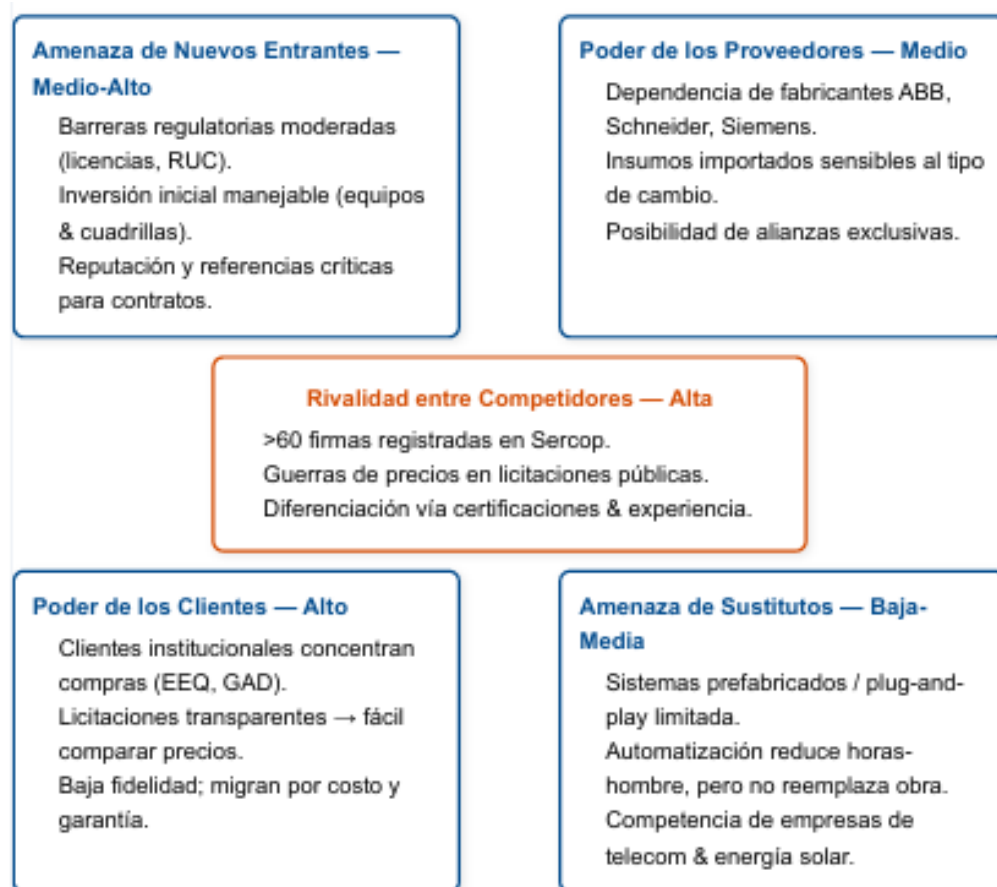 Amenaza de Nuevos Entrantes —
Medio-Alto
Barreras regulatorias moderadas
(licencias, RUC).
Inversión inicial manejable (equipos
& cuadrillas).
Reputación y referencias críticas
para contratos.
Poder de los Proveedores — Medio
Dependencia de fabricantes ABB,
Schneider, Siemens.
Insumos importados sensibles al tipo
de cambio.
Posibilidad de alianzas exclusivas.
Rivalidad entre Competidores — Alta
>60 firmas registradas en Sercop.
Guerras de precios en licitaciones públicas.
Diferenciación vía certificaciones & experiencia.
Poder de los Clientes — Alto
Clientes institucionales concentran
compras (EEQ, GAD).
Licitaciones transparentes → fácil
comparar precios.
Baja fidelidad; migran por costo y
garantía.
Amenaza de Sustitutos — Baja-
Media
Sistemas prefabricados / plug-and-
play limitada.
Automatización reduce horas-
hombre, pero no reemplaza obra.
Competencia de empresas de
telecom & energía solar.